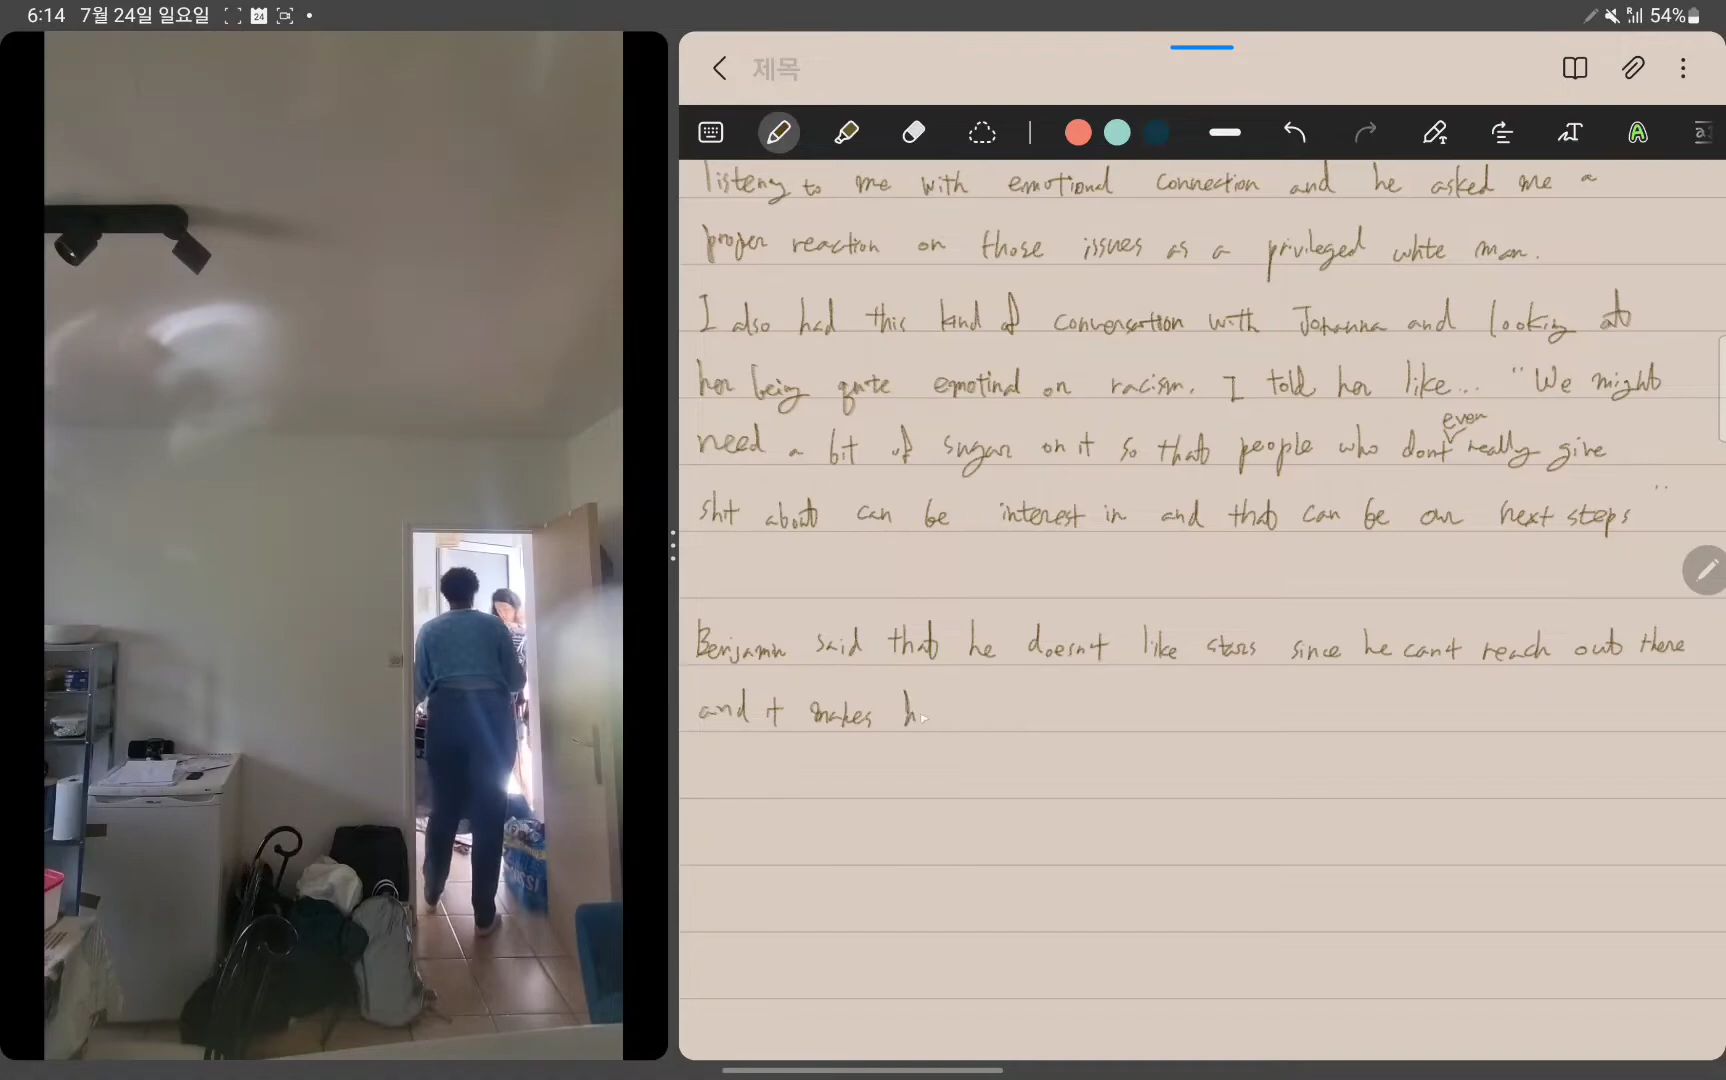 6:14 7월 24일 일요일 24 54%
제목
listeng to me with emotional connection and he asked me a
proper reaction on those issues as a privileged white man.
I also had this kind of conversation with Johanna and looking at
her being quite emotinal on racism. I told her like... "We might
even
need a bit of sugar on it so that people who dont really give
shit about can be interest in and that can be our next steps"
Benjamin said that he doesn't like stars since he can't reach out there
and it makes h